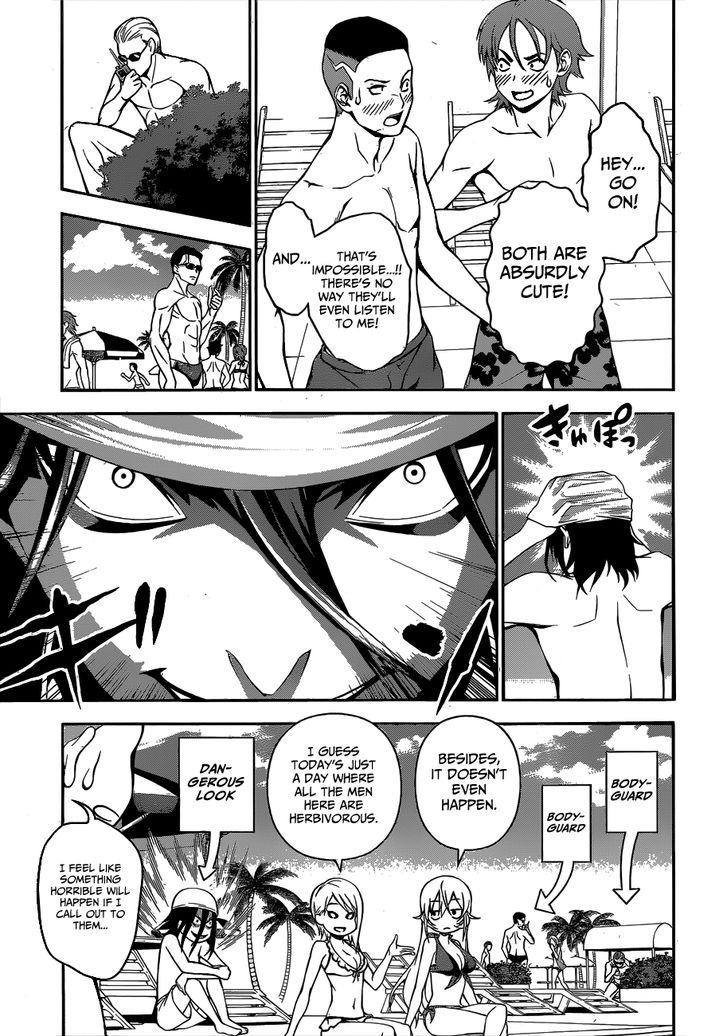 HEY...
GO
ON!
BOTH ARE
ABSURDLY
CUTE!
THAT'S
IMPOSSIBLE...!!
THERE'S NO
WAY THEY'LL
EVEN LISTEN
TO ME!
AND...
きゅぽっ
BODY-
GUARD
BODY-
GUARD
BESIDES,
IT DOESN'T
EVEN
HAPPEN.
I GUESS
TODAY'S JUST
A DAY WHERE
ALL THE MEN
HERE ARE
HERBIVOROUS.
DAN-
GEROUS
LOOK
I FEEL LIKE
SOMETHING
HORRIBLE WILL
HAPPEN IF I
CALL OUT TO
THEM...